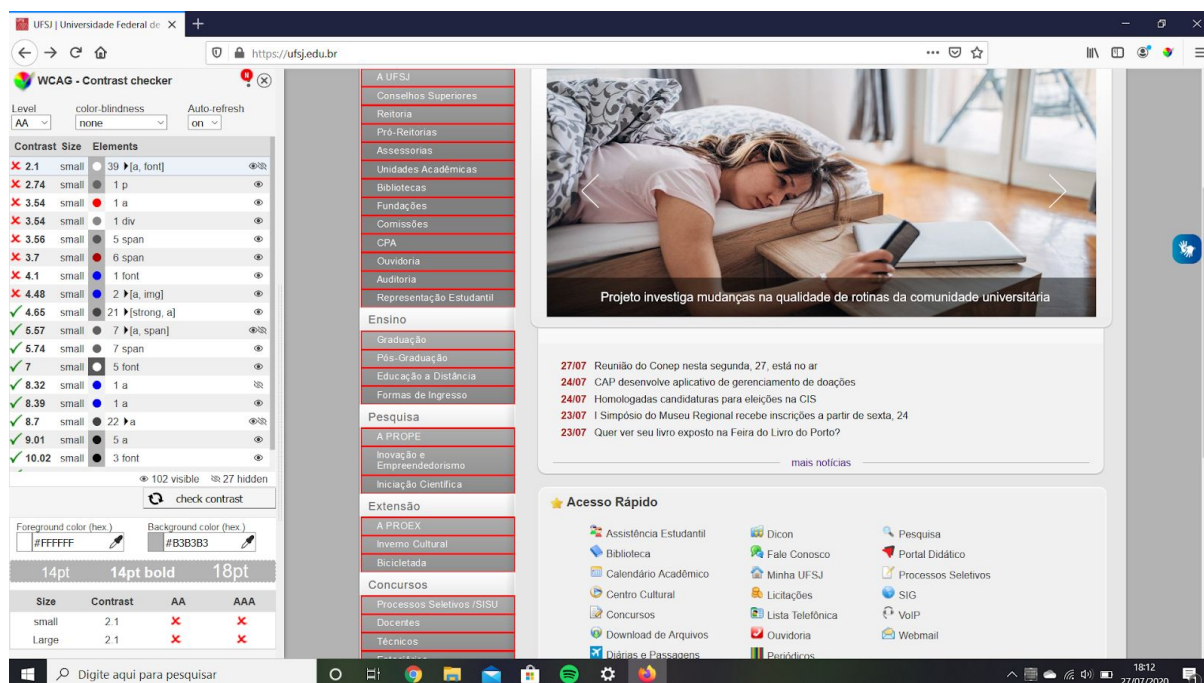 UFSJ | Universidade Federal de
https://ufsj.edu.br
WCAG - Contrast checker
N
Level color-blindness Auto-refresh
AA none on
Contrast Size Elements
2.1 small 39 [a, font]
2.74 small 1 p
3.54 small 1 a
3.54 small 1 div
3.56 small 5 span
3.7 small 6 span
4.1 small 1 font
4.48 small 2 [a, img]
4.65 small 21 [strong, a]
5.57 small 7 [a, span]
5.74 small 7 span
7 small 5 font
8.32 small 1 a
8.39 small 1 a
8.7 small 22 a
9.01 small 5 a
10.02 small 3 font
102 visible 27 hidden
check contrast
Foreground color (hex.) Background color (hex.)
#FFFFFF #B3B3B3
14pt 14pt bold 18pt
Size Contrast AA AAA
small 2.1
Large 2.1
A UFSJ
Conselhos Superiores
Reitoria
Pró-Reitorias
Assessorias
Unidades Acadêmicas
Bibliotecas
Fundações
Comissões
CPA
Ouvidoria
Auditoria
Representação Estudantil
Ensino
Graduação
Pós-Graduação
Educação a Distância
Formas de Ingresso
Pesquisa
A PROPE
Inovação e
Empreendedorismo
Iniciação Científica
Extensão
A PROEX
Inverno Cultural
Bicicletada
Concursos
Processos Seletivos /SISU
Docentes
Técnicos
Projeto investiga mudanças na qualidade de rotinas da comunidade universitária
27/07 Reunião do Conep nesta segunda, 27, está no ar
24/07 CAP desenvolve aplicativo de gerenciamento de doações
24/07 Homologadas candidaturas para eleições na CIS
23/07 I Simpósio do Museu Regional recebe inscrições a partir de sexta, 24
23/07 Quer ver seu livro exposto na Feira do Livro do Porto?
mais notícias
Acesso Rápido
Assistência Estudantil
Biblioteca
Calendário Acadêmico
Centro Cultural
Concursos
Download de Arquivos
Diárias e Passagens
Dicon
Fale Conosco
Minha UFSJ
Licitações
Lista Telefônica
Ouvidoria
Periódicos
Pesquisa
Portal Didático
Processos Seletivos
SIG
VoIP
Webmail
Digite aqui para pesquisar
18:12
27/07/2020